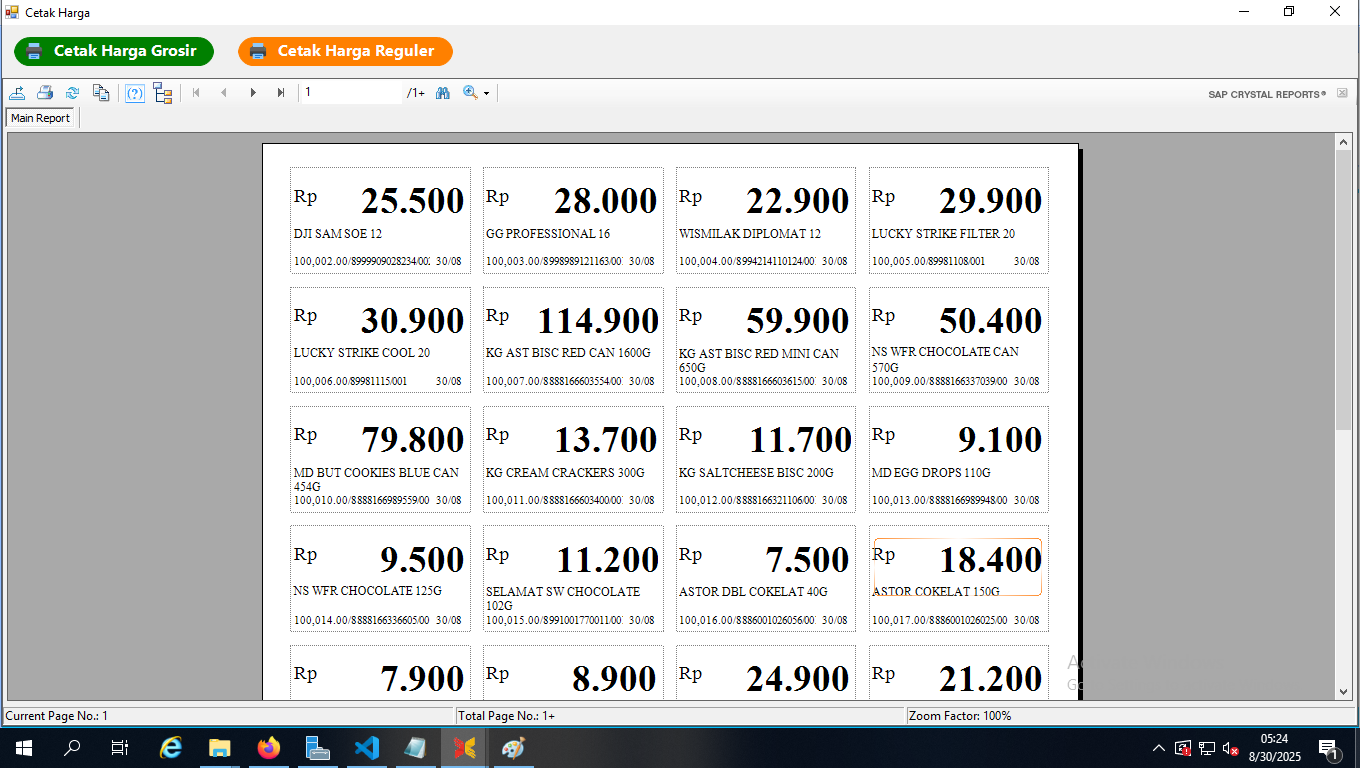 Cetak Harga
Cetak Harga Grosir
Cetak Harga Reguler
1
/1+
SAP CRYSTAL REPORTS®
Main Report
Rp 25.500
DJI SAM SOE 12
100,002.00/8999909028234/00 30/08
Rp 28.000
GG PROFESSIONAL 16
100,003.00/8998989121163/00 30/08
Rp 22.900
WISMILAK DIPLOMAT 12
100,004.00/8994214110124/00 30/08
Rp 29.900
LUCKY STRIKE FILTER 20
100,005.00/89981108/001 30/08
Rp 30.900
LUCKY STRIKE COOL 20
100,006.00/89981115/001 30/08
Rp 114.900
KG AST BISC RED CAN 1600G
100,007.00/8888166603554/00 30/08
Rp 59.900
KG AST BISC RED MINI CAN
650G
100,008.00/8888166603615/00 30/08
Rp 50.400
NS WFR CHOCOLATE CAN
570G
100,009.00/8888166337039/00 30/08
Rp 79.800
MD BUT COOKIES BLUE CAN
454G
100,010.00/8888166989559/00 30/08
Rp 13.700
KG CREAM CRACKERS 300G
100,011.00/8888166603400/00 30/08
Rp 11.700
KG SALTCHEESE BISC 200G
100,012.00/8888166321106/00 30/08
Rp 9.100
MD EGG DROPS 110G
100,013.00/8888166989948/00 30/08
Rp 9.500
NS WFR CHOCOLATE 125G
100,014.00/8888166336605/00 30/08
Rp 11.200
SELAMAT SW CHOCOLATE
102G
100,015.00/8991001770011/00 30/08
Rp 7.500
ASTOR DBL COKELAT 40G
100,016.00/8886001026056/00 30/08
Rp 18.400
ASTOR COKELAT 150G
100,017.00/8886001026025/00 30/08
Rp 7.900
Rp 8.900
Rp 24.900
Rp 21.200
Current Page No.: 1
Total Page No.: 1+
Zoom Factor: 100%
05:24
8/30/2025
1